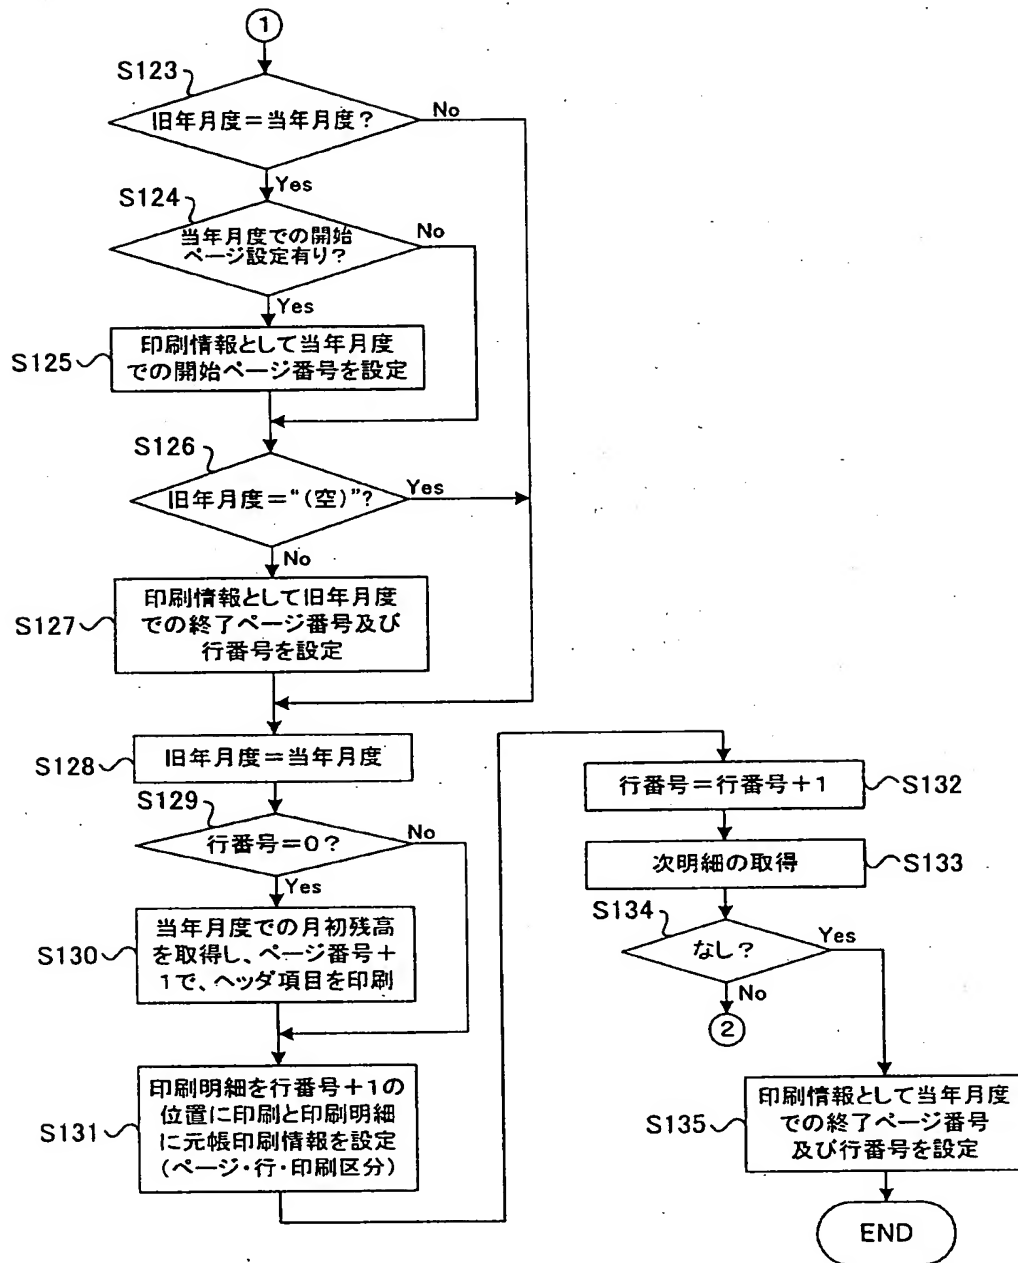 1
S123
旧年月度=当年月度?
No
Yes
S124
当年月度での開始
ページ設定有り?
No
Yes
S125
印刷情報として当年月度
での開始ページ番号を設定
S126
旧年月度="(空)"?
Yes
No
S127
印刷情報として旧年月度
での終了ページ番号及び
行番号を設定
S128
旧年月度=当年月度
S129
行番号=0?
No
Yes
S130
当年月度での月初残高
を取得し、ページ番号+
1で、ヘッダ項目を印刷
S131
印刷明細を行番号+1の
位置に印刷と印刷明細
に元帳印刷情報を設定
(ページ・行・印刷区分)
行番号=行番号+1
S132
次明細の取得
S133
S134
なし?
Yes
No
2
S135
印刷情報として当年月度
での終了ページ番号
及び行番号を設定
END